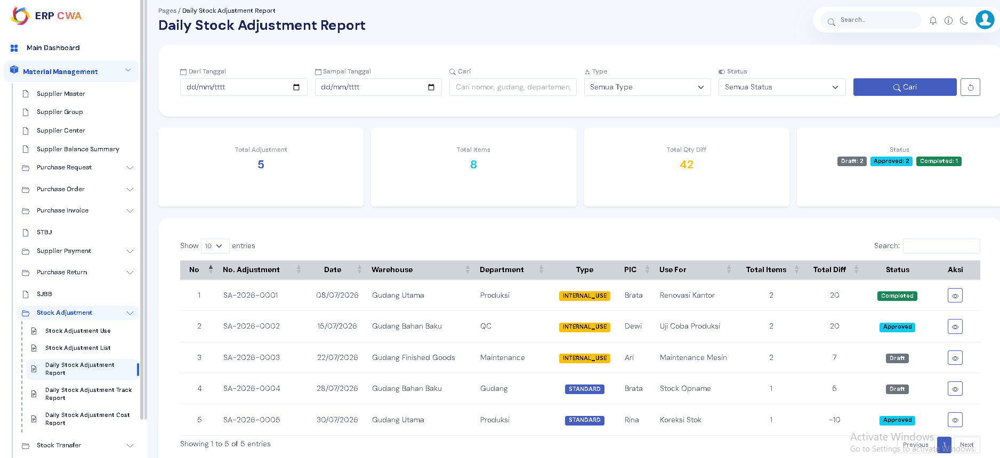 ERP CWA
Main Dashboard
Material Management
Supplier Master
Supplier Group
Supplier Center
Supplier Balance Summary
Purchase Request
Purchase Order
Purchase Invoice
STBJ
Supplier Payment
Purchase Return
SJBB
Stock Adjustment
Stock Adjustment Use
Stock Adjustment List
Daily Stock Adjustment
Report
Daily Stock Adjustment Track
Report
Daily Stock Adjustment Cost
Report
Stock Transfer
Pages / Daily Stock Adjustment Report
Daily Stock Adjustment Report
Search...
Dari Tanggal Sampai Tanggal Cari Type Status
dd/mm/tttt dd/mm/tttt Cari nomor, gudang, departemen, Semua Type Semua Status Cari
Total Adjustment Total Items Total Qty Diff Status
5 8 42 Draft: 2 Approved: 2 Completed: 1
Show 10 entries Search:
No No. Adjustment Date Warehouse Department Type PIC Use For Total Items Total Diff Status Aksi
1 SA-2026-0001 08/07/2026 Gudang Utama Produksi INTERNAL_USE Brata Renovasi Kantor 2 20 Completed
2 SA-2026-0002 15/07/2026 Gudang Bahan Baku QC INTERNAL_USE Dewi Uji Coba Produksi 2 20 Approved
3 SA-2026-0003 22/07/2026 Gudang Finished Goods Maintenance INTERNAL_USE Ari Maintenance Mesin 2 7 Draft
4 SA-2026-0004 28/07/2026 Gudang Bahan Baku Gudang STANDARD Brata Stock Opname 1 5 Draft
5 SA-2026-0005 30/07/2026 Gudang Utama Produksi STANDARD Rina Koreksi Stok 1 -10 Approved
Showing 1 to 5 of 5 entries Previous 1 Next
Activate Windows
Go to Settings to activate Windows.